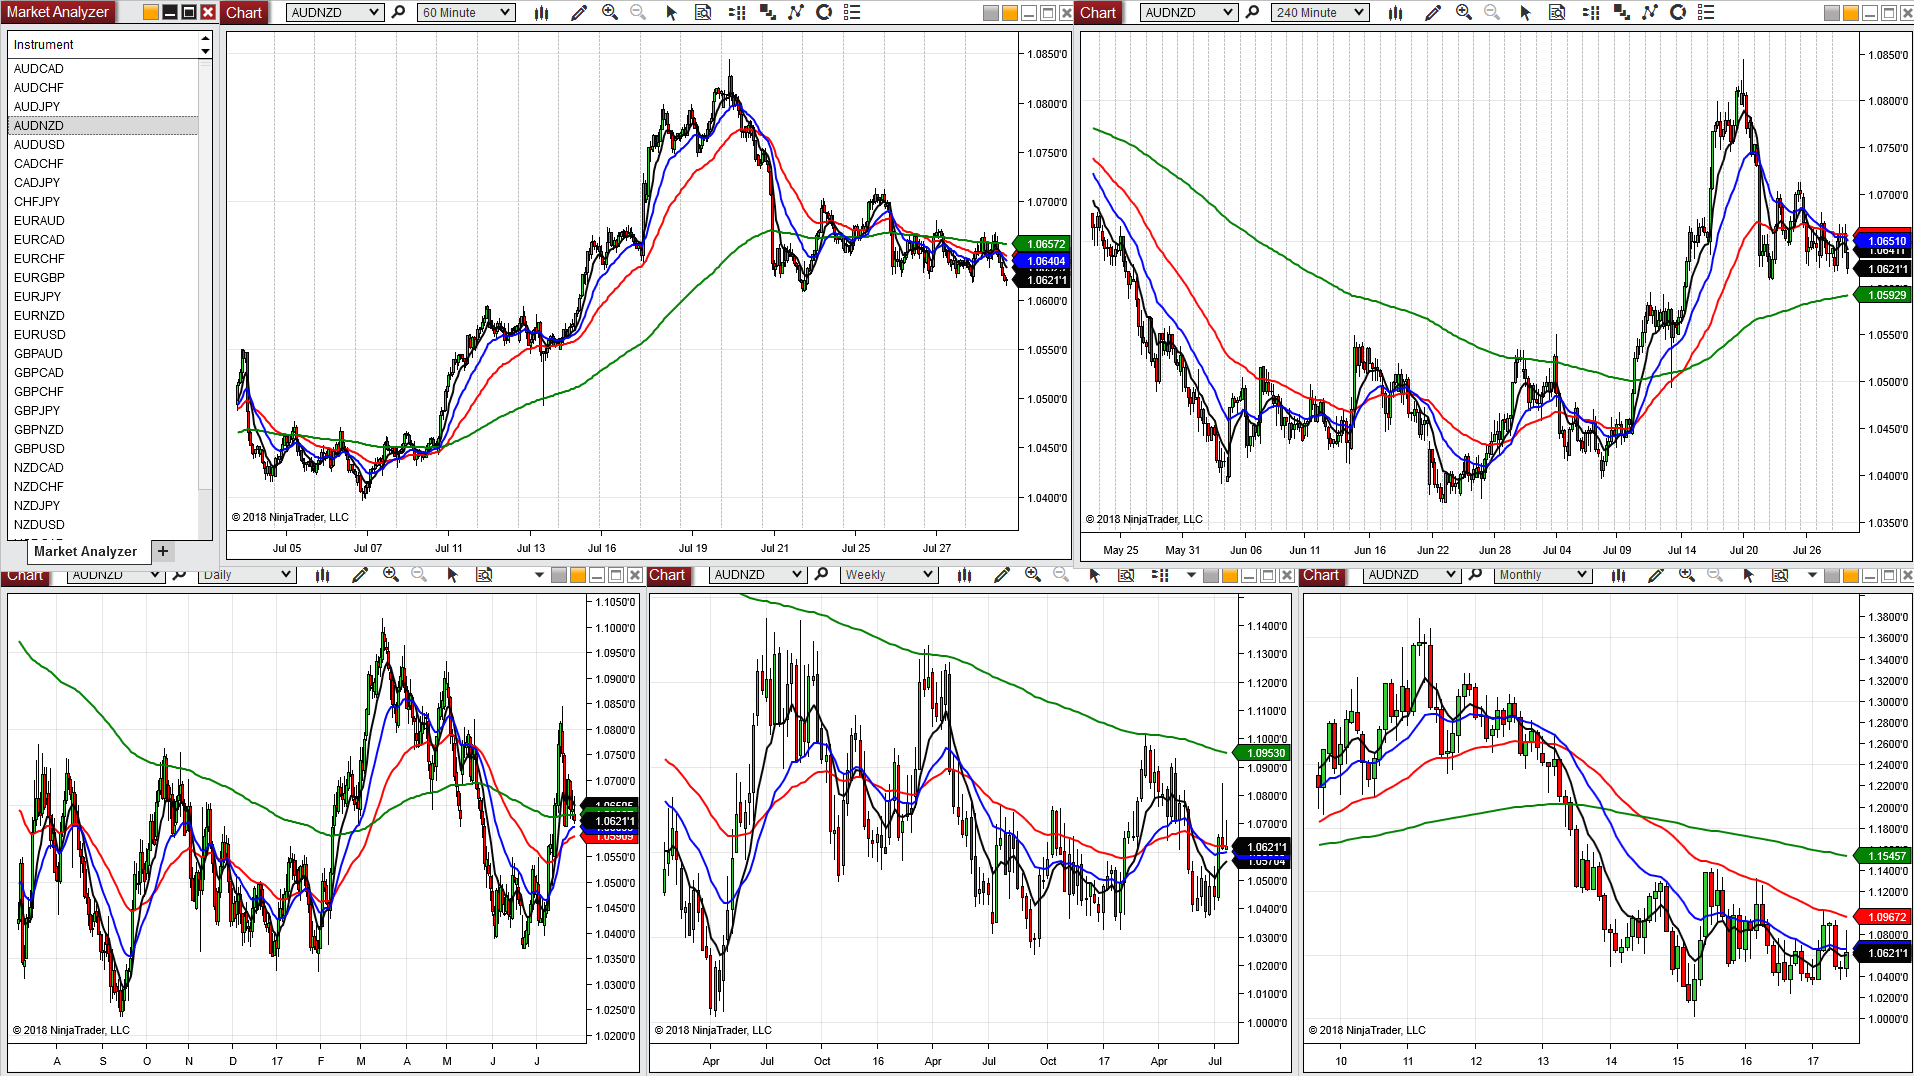 Market Analyzer
Instrument
AUDCAD
AUDCHF
AUDJPY
AUDNZD
AUDUSD
CADCHF
CADJPY
CHFJPY
EURAUD
EURCAD
EURCHF
EURGBP
EURJPY
EURNZD
EURUSD
GBPAUD
GBPCAD
GBPCHF
GBPJPY
GBPNZD
GBPUSD
NZDCAD
NZDCHF
NZDJPY
NZDUSD
Market Analyzer +
Chart AUDNZD 60 Minute
1.0850'0
1.0800'0
1.0750'0
1.0700'0
1.06572
1.06404
1.0621'1
1.0600'0
1.0550'0
1.0500'0
1.0450'0
1.0400'0
© 2018 NinjaTrader, LLC
Jul 05 Jul 07 Jul 11 Jul 13 Jul 16 Jul 19 Jul 21 Jul 25 Jul 27
Chart AUDNZD 240 Minute
1.0850'0
1.0800'0
1.0750'0
1.0700'0
1.06510
1.06411
1.0621'1
1.05929
1.0550'0
1.0500'0
1.0450'0
1.0400'0
1.0350'0
© 2018 NinjaTrader, LLC
May 25 May 31 Jun 06 Jun 11 Jun 16 Jun 22 Jun 28 Jul 04 Jul 09 Jul 14 Jul 20 Jul 26
Chart AUDNZD Daily
1.1050'0
1.1000'0
1.0950'0
1.0900'0
1.0850'0
1.0800'0
1.0750'0
1.0700'0
1.0621'1
1.05909
1.0550'0
1.0500'0
1.0450'0
1.0400'0
1.0350'0
1.0300'0
1.0250'0
1.0200'0
© 2018 NinjaTrader, LLC
A S O N D 17 F M A M J J
Chart AUDNZD Weekly
1.1400'0
1.1300'0
1.1200'0
1.1100'0
1.1000'0
1.09530
1.0900'0
1.0800'0
1.0700'0
1.0621'1
1.05704
1.0500'0
1.0400'0
1.0300'0
1.0200'0
1.0100'0
1.0000'0
© 2018 NinjaTrader, LLC
Apr Jul Oct 16 Apr Jul Oct 17 Apr Jul
Chart AUDNZD Monthly
1.3800'0
1.3600'0
1.3400'0
1.3200'0
1.3000'0
1.2800'0
1.2600'0
1.2400'0
1.2200'0
1.2000'0
1.1800'0
1.15457
1.1400'0
1.1200'0
1.09672
1.0800'0
1.0621'1
1.0400'0
1.0200'0
1.0000'0
© 2018 NinjaTrader, LLC
10 11 12 13 14 15 16 17